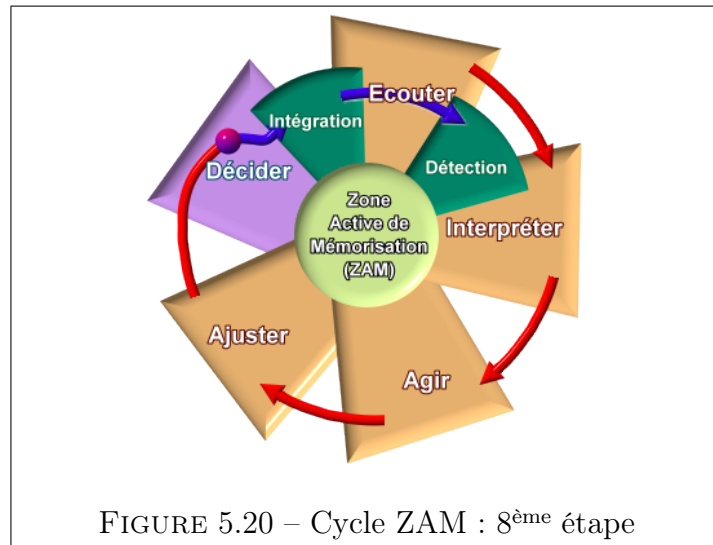 Ecouter
Intégration
Détection
Décider
Zone
Active de
Mémorisation
(ZAM)
Interpréter
Ajuster
Agir
FIGURE 5.20 – Cycle ZAM : 8ème étape